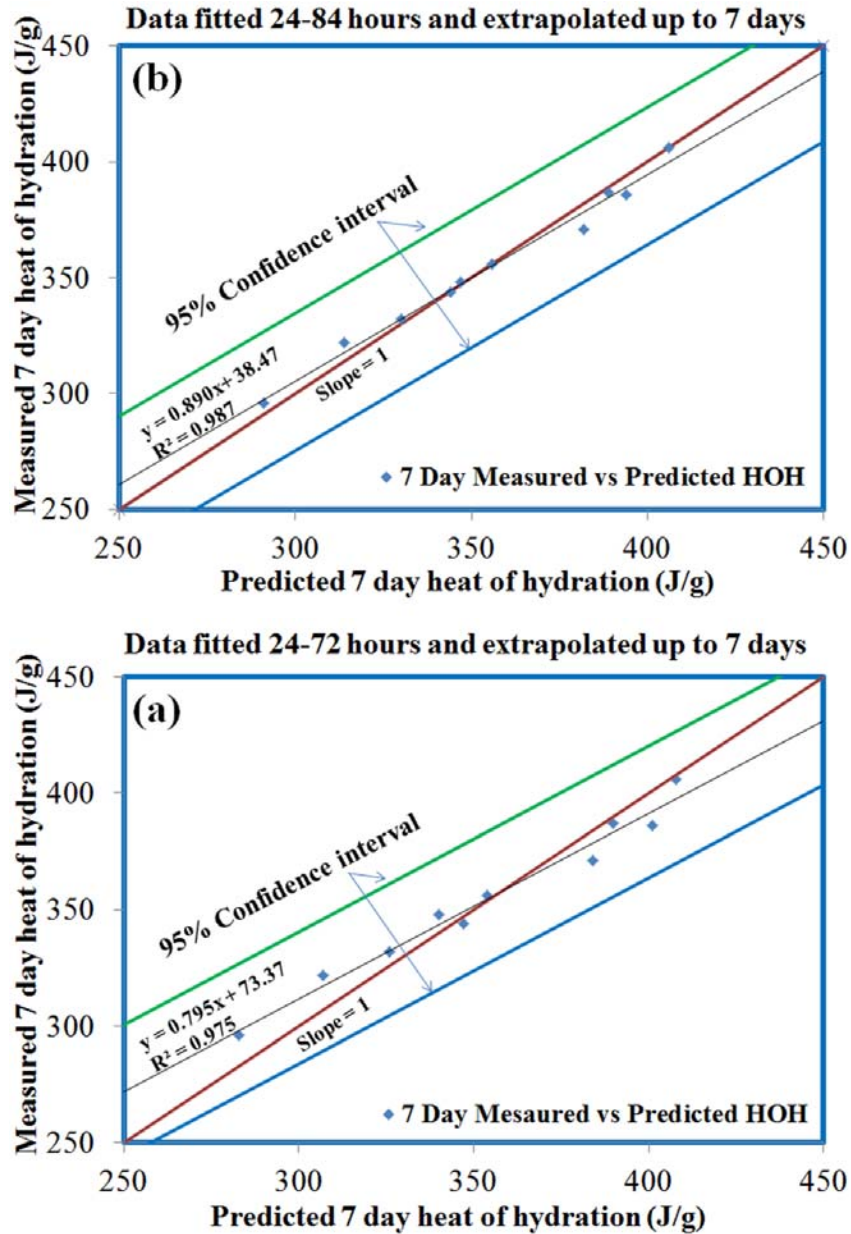 Data fitted 24-84 hours and extrapolated up to 7 days
Measured 7 day heat of hydration (J/g)
450
400
350
300
250
(b)
95% Confidence interval
y = 0.890x+ 38.47
R² = 0.987
Slope = 1
7 Day Measured vs Predicted HOH
250
300
350
400
450
Predicted 7 day heat of hydration (J/g)
Data fitted 24-72 hours and extrapolated up to 7 days
Measured 7 day heat of hydration (J/g)
450
400
350
300
250
(a)
95% Confidence interval
y = 0.795x + 73.37
R² = 0.975
Slope = 1
7 Day Mesaured vs Predicted HOH
250
300
350
400
450
Predicted 7 day heat of hydration (J/g)